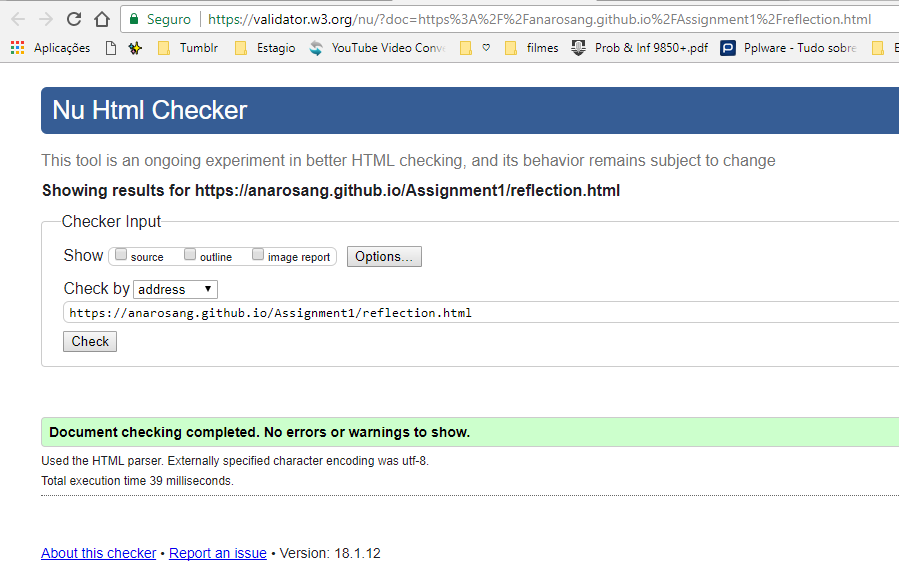 Seguro
https://validator.w3.org/nu/?doc=https%3A%2F%2Fanarosang.github.io%2FAssignment1%2Freflection.html
Aplicações Tumblr Estagio YouTube Video Conv filmes Prob & Inf 9850+.pdf Pplware - Tudo sobre E
Nu Html Checker
This tool is an ongoing experiment in better HTML checking, and its behavior remains subject to change
Showing results for https://anarosang.github.io/Assignment1/reflection.html
Checker Input
Show source outline image report Options...
Check by address
https://anarosang.github.io/Assignment1/reflection.html
Check
Document checking completed. No errors or warnings to show.
Used the HTML parser. Externally specified character encoding was utf-8.
Total execution time 39 milliseconds.
About this checker • Report an issue • Version: 18.1.12